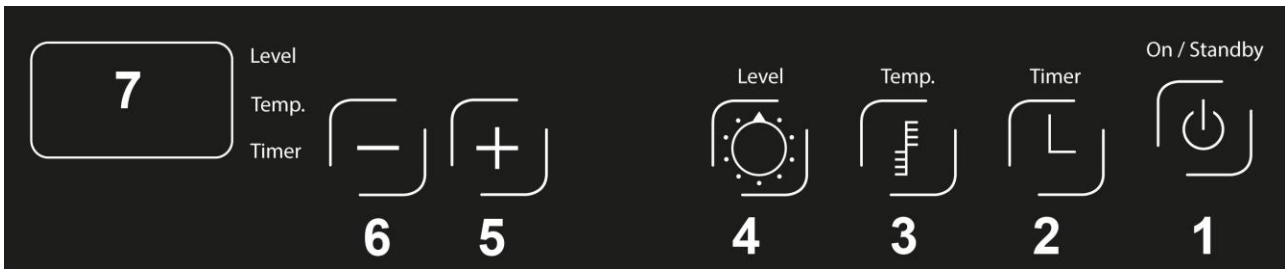 On / Standby
7 Level
Level Temp. Timer
Temp.
Timer
6 5 4 3 2 1